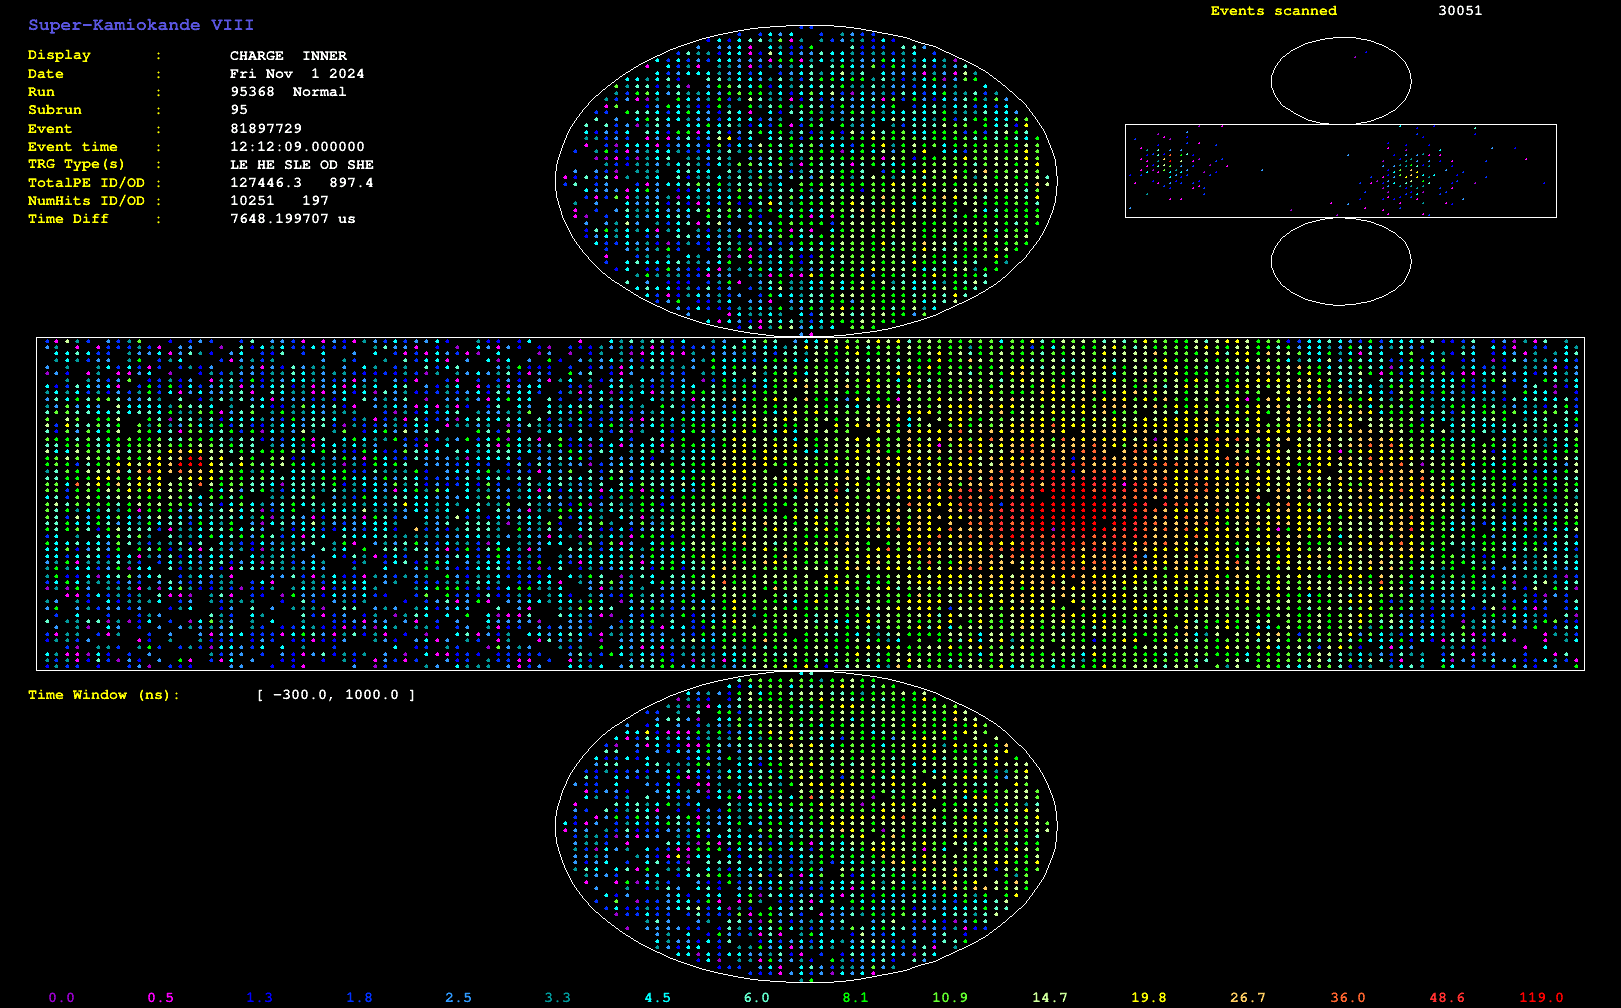 Super-Kamiokande VIII
Events scanned 30051
Display : CHARGE INNER
Date : Fri Nov 1 2024
Run : 95368 Normal
Subrun : 95
Event : 81897729
Event time : 12:12:09.000000
TRG Type(s) : LE HE SLE OD SHE
TotalPE ID/OD : 127446.3 897.4
NumHits ID/OD : 10251 197
Time Diff : 7648.199707 us
Time Window (ns): [ -300.0, 1000.0 ]
0.0 0.5 1.3 1.8 2.5 3.3 4.5 6.0 8.1 10.9 14.7 19.8 26.7 36.0 48.6 119.0